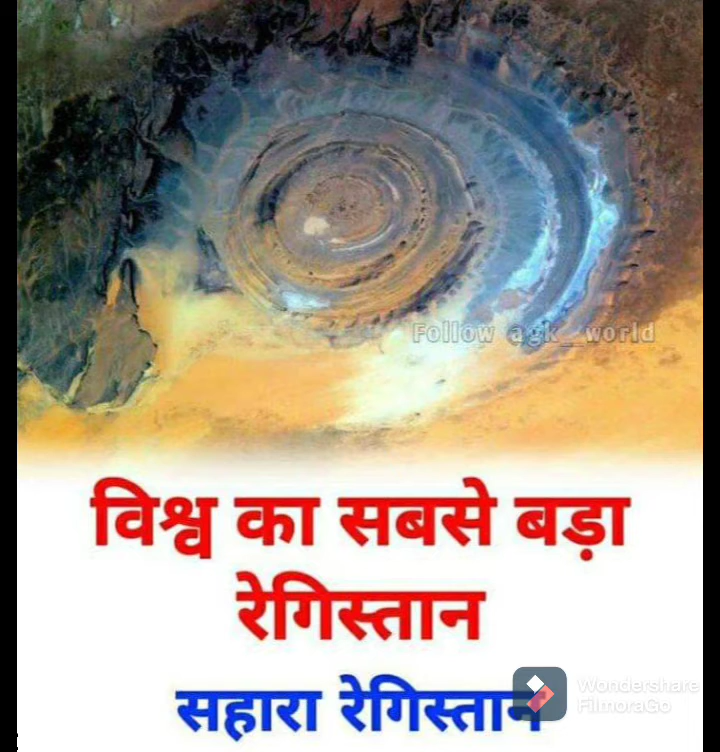 Follow agk_world
विश्व का सबसे बड़ा
रेगिस्तान
सहारा रेगिस्तान
Wondershare
FilmoraGo